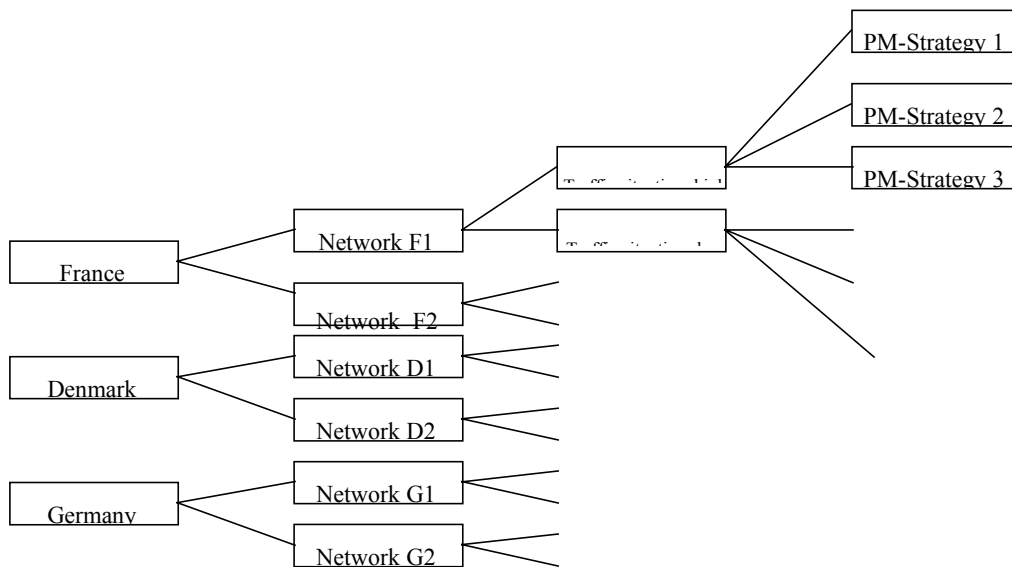 PM-Strategy 1
PM-Strategy 2
PM-Strategy 3
Network F1
France
Network F2
Network D1
Denmark
Network D2
Network G1
Germany
Network G2